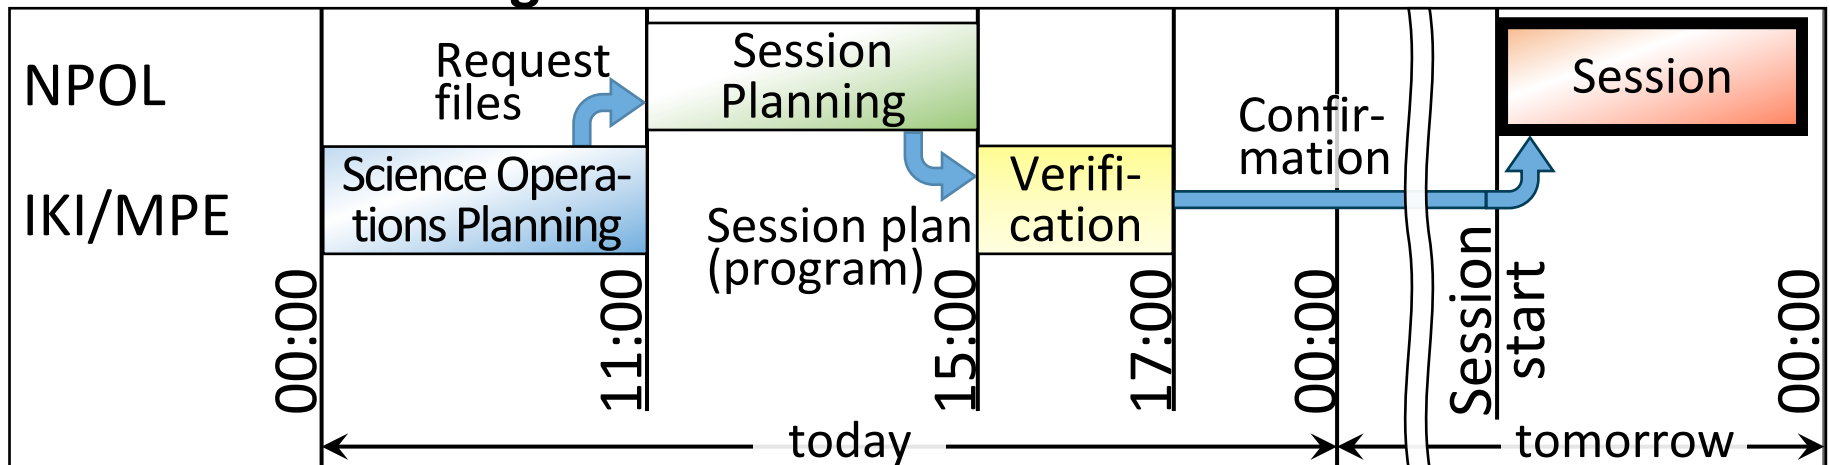 NPOL
Request
files
Session
Planning
Confir-
mation
Session
IKI/MPE
Science Opera-
tions Planning
Session plan
(program)
Verifi-
cation
00:00
11:00
15:00
17:00
00:00
Session
start
00:00
today
tomorrow